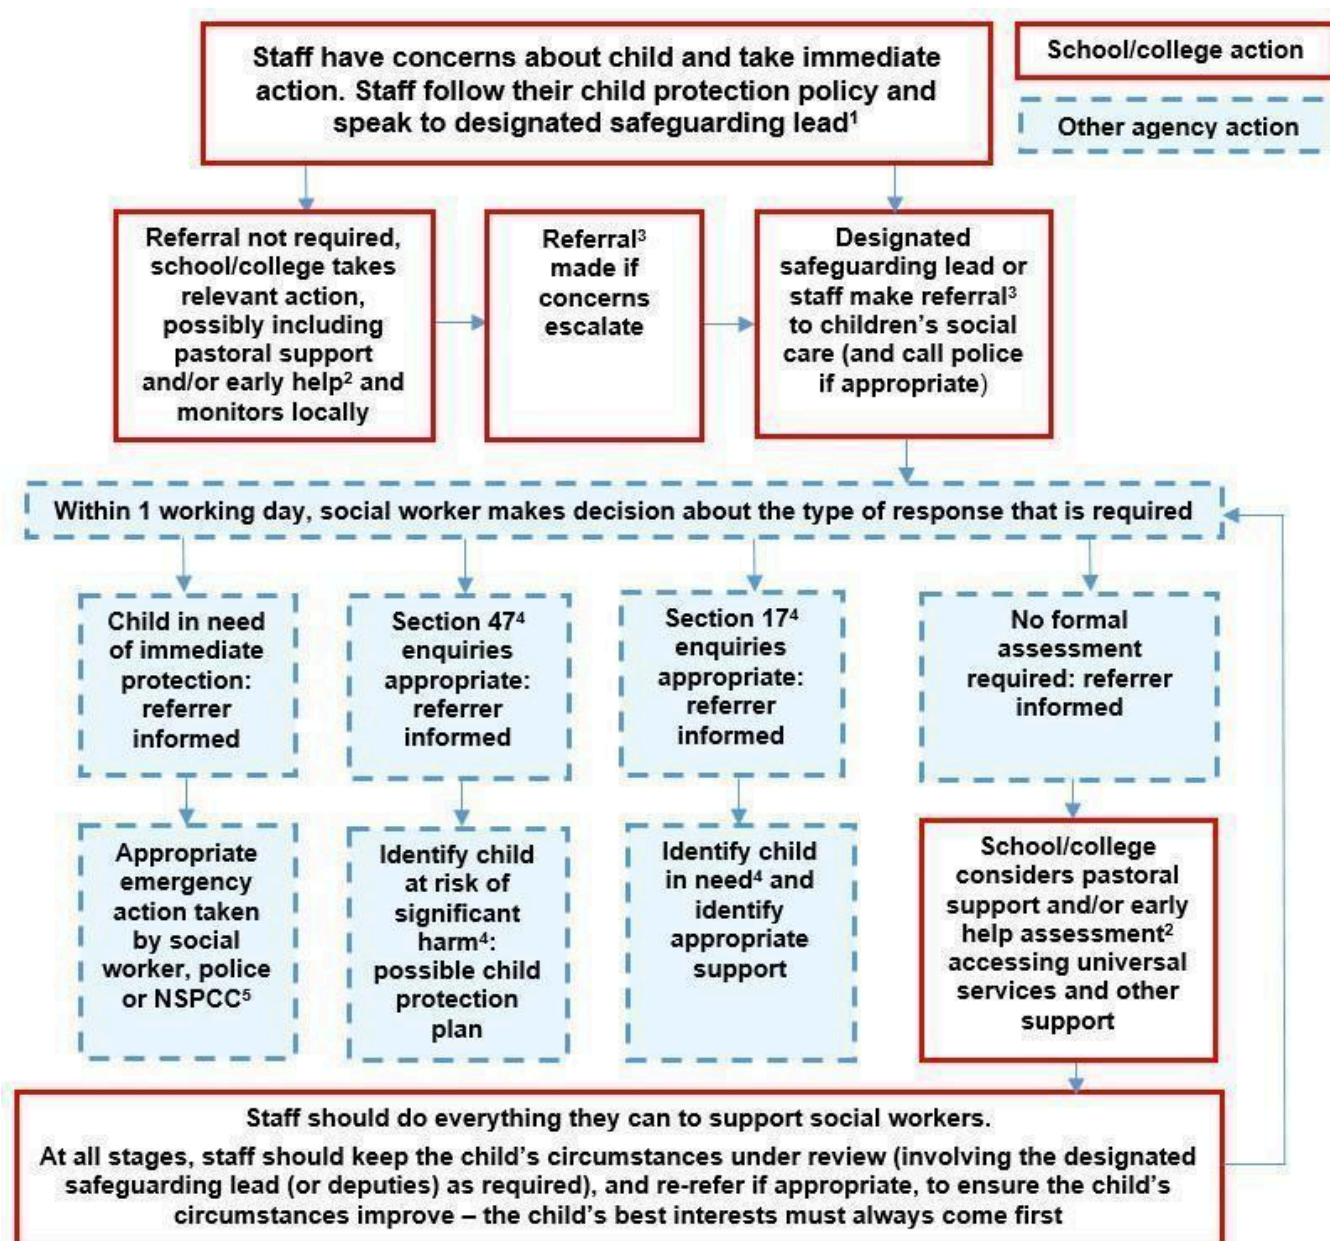 Staff have concerns about child and take immediate
action. Staff follow their child protection policy and
speak to designated safeguarding lead¹
School/college action
Other agency action
Referral not required,
school/college takes
relevant action,
possibly including
pastoral support
and/or early help² and
monitors locally
Referral³
made if
concerns
escalate
Designated
safeguarding lead or
staff make referral³
to children’s social
care (and call police
if appropriate)
Within 1 working day, social worker makes decision about the type of response that is required
Child in need
of immediate
protection:
referrer
informed
Section 47⁴
enquiries
appropriate:
referrer
informed
Section 17⁴
enquiries
appropriate:
referrer
informed
No formal
assessment
required: referrer
informed
Appropriate
emergency
action taken
by social
worker, police
or NSPCC⁵
Identify child
at risk of
significant
harm⁴:
possible child
protection
plan
Identify child
in need⁴ and
identify
appropriate
support
School/college
considers pastoral
support and/or early
help assessment²
accessing universal
services and other
support
Staff should do everything they can to support social workers.
At all stages, staff should keep the child’s circumstances under review (involving the designated
safeguarding lead (or deputies) as required), and re-refer if appropriate, to ensure the child’s
circumstances improve – the child’s best interests must always come first